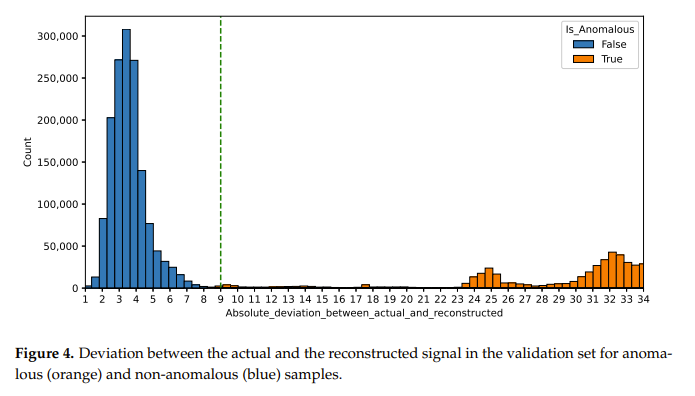 Is_Anomalous
False
True
300,000
250,000
200,000
150,000
100,000
50,000
0
Count
1 2 3 4 5 6 7 8 9 10 11 12 13 14 15 16 17 18 19 20 21 22 23 24 25 26 27 28 29 30 31 32 33 34
Absolute_deviation_between_actual_and_reconstructed
Figure 4. Deviation between the actual and the reconstructed signal in the validation set for anoma-
lous (orange) and non-anomalous (blue) samples.